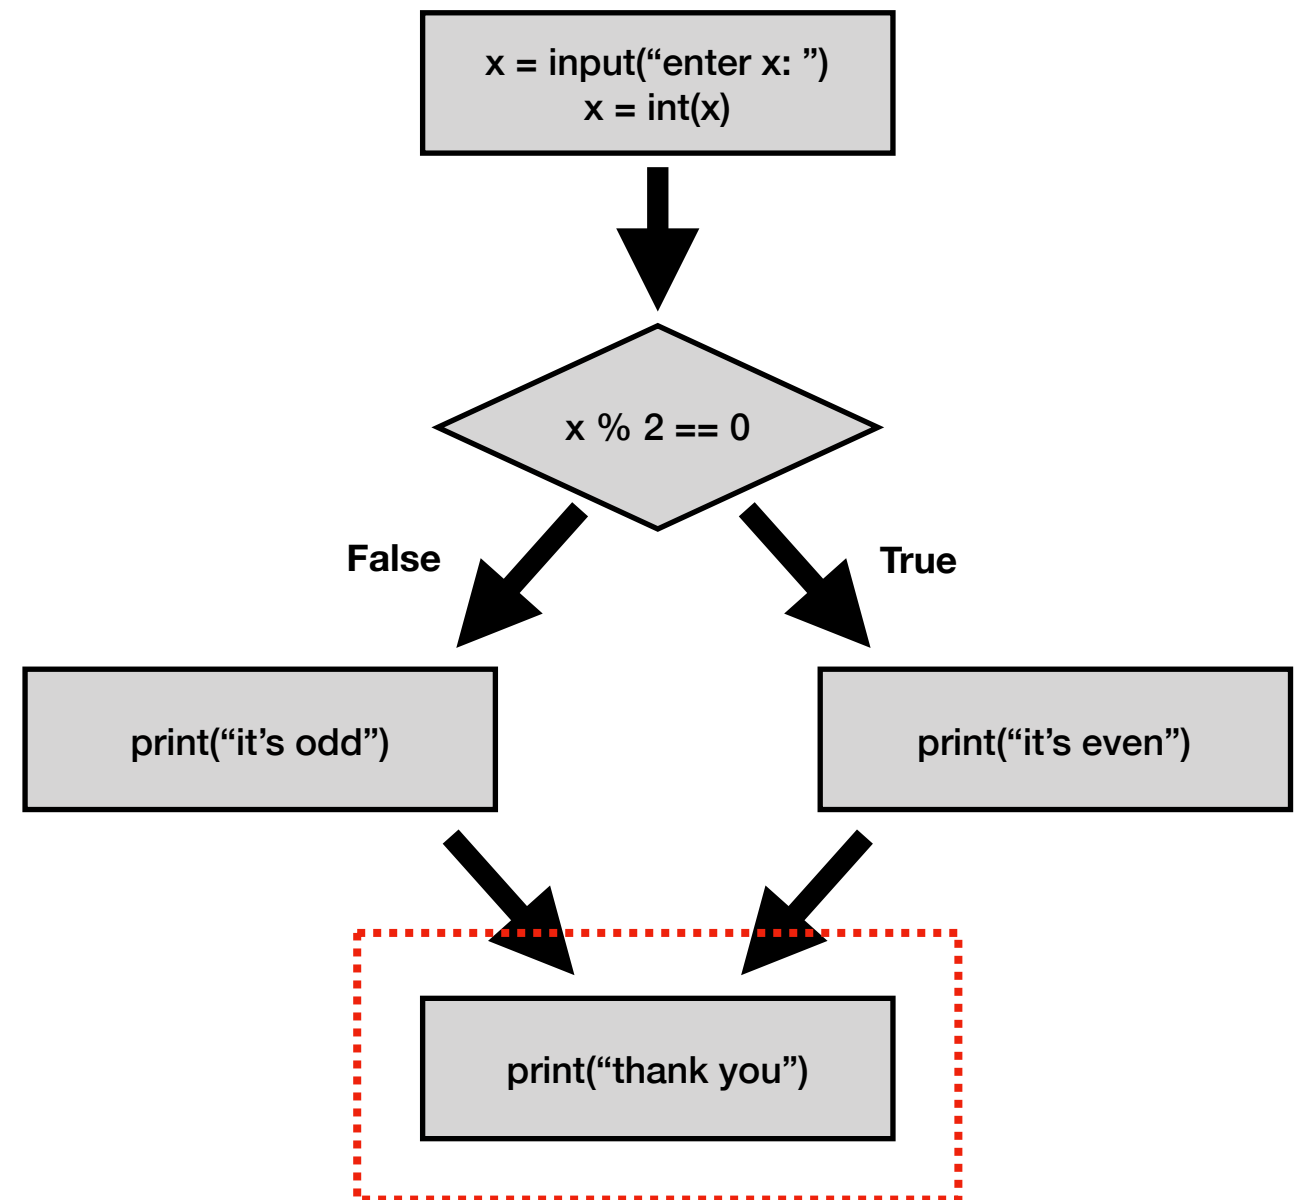 x = input(“enter x: ”)
x = int(x)
x % 2 == 0
False
True
print(“it’s odd”)
print(“it’s even”)
print(“thank you”)